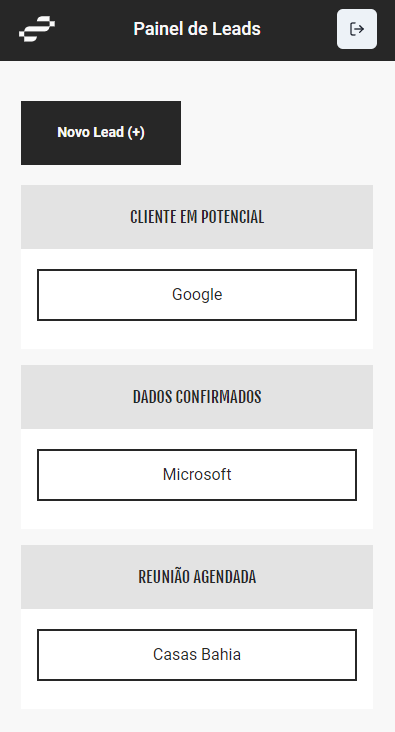 Painel de Leads
Novo Lead (+)
CLIENTE EM POTENCIAL
Google
DADOS CONFIRMADOS
Microsoft
REUNIÃO AGENDADA
Casas Bahia